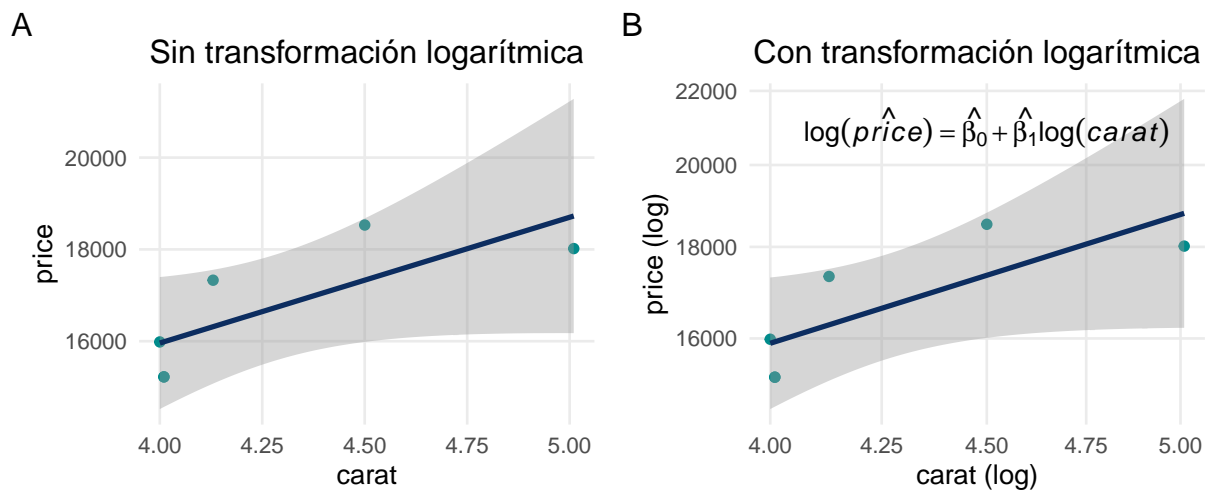 A
Sin transformación logarítmica
20000
18000
16000
price
4.00 4.25 4.50 4.75 5.00
carat
B
Con transformación logarítmica
22000
20000
18000
16000
price (log)
log(prîce) = β̂₀ + β̂₁log(carat)
4.00 4.25 4.50 4.75 5.00
carat (log)